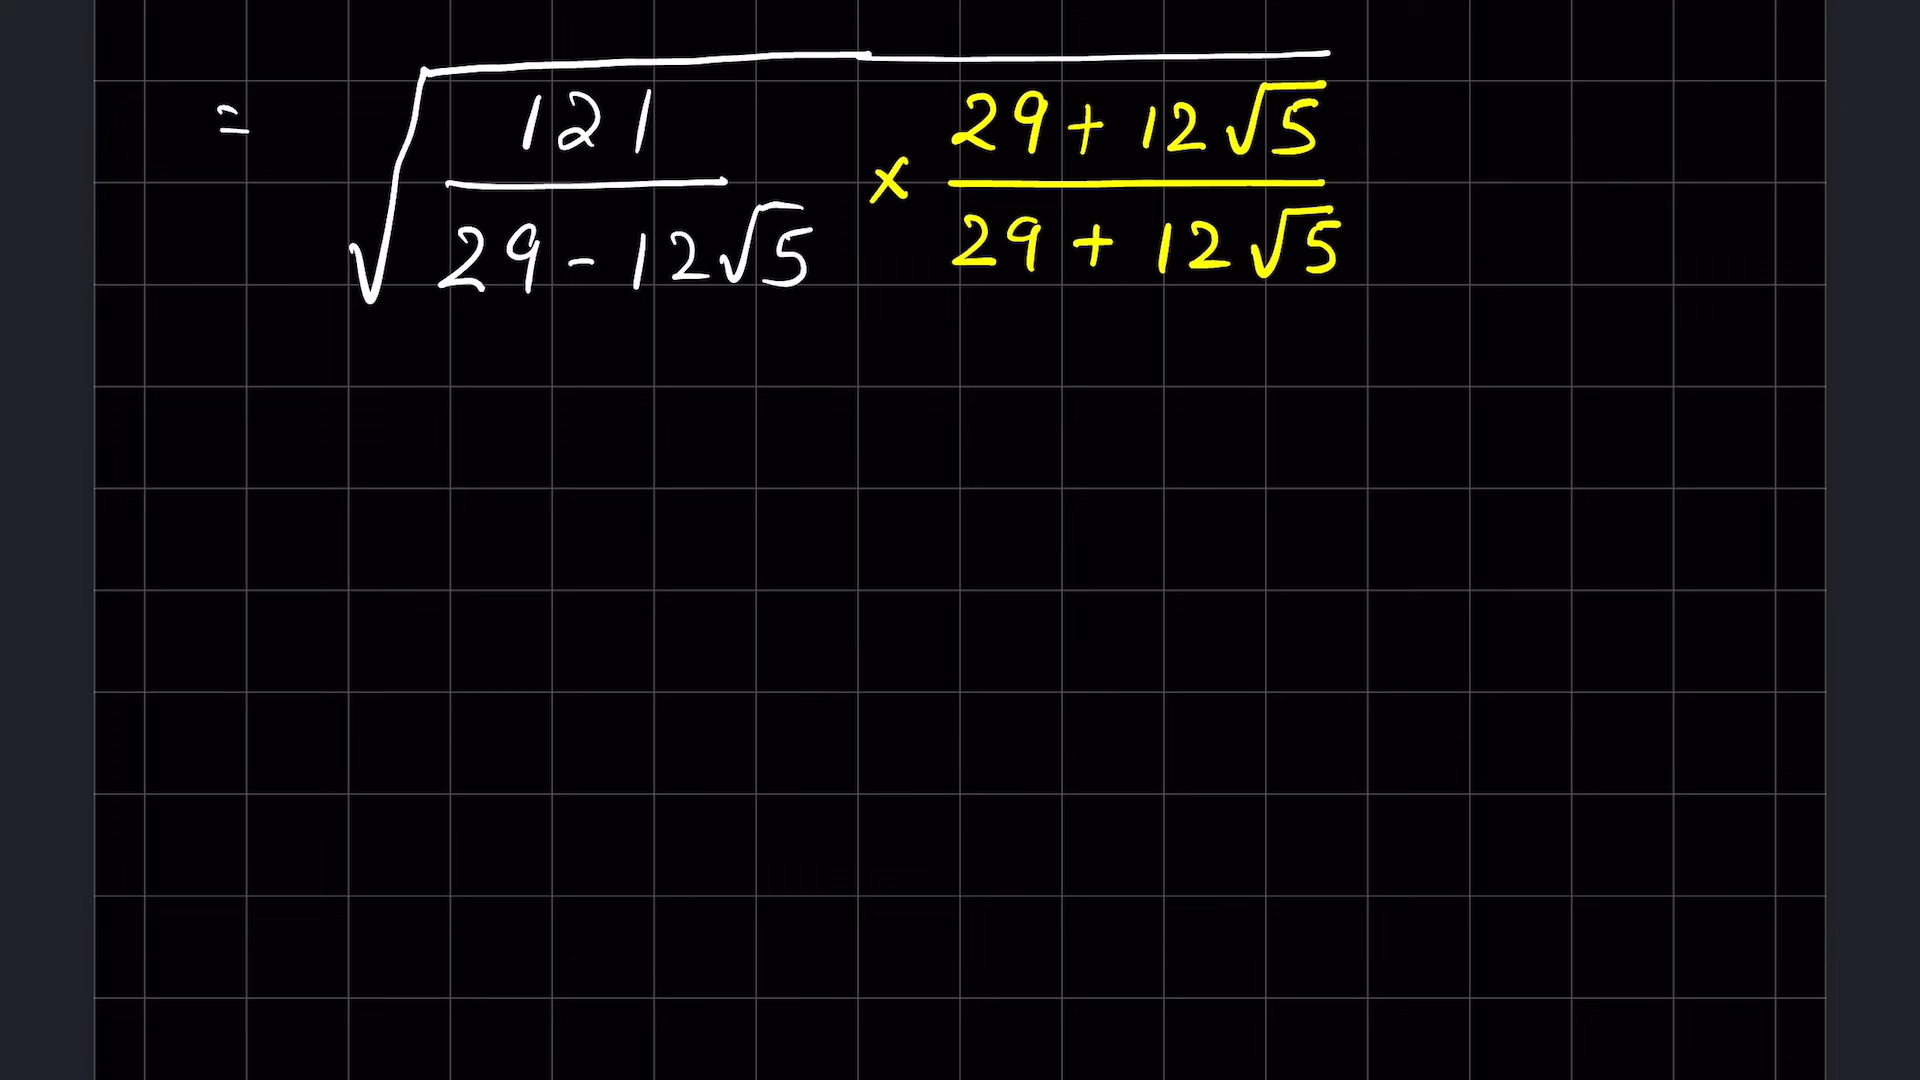 = √(121 / (29 - 12√5) × (29 + 12√5) / (29 + 12√5))